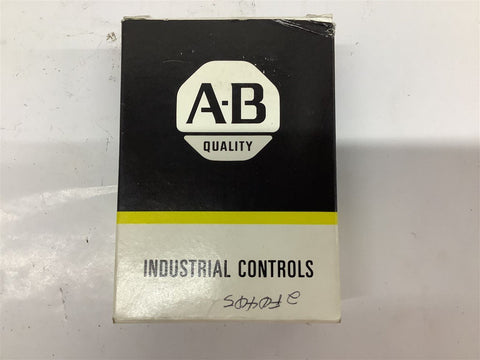 A-B
QUALITY
INDUSTRIAL CONTROLS